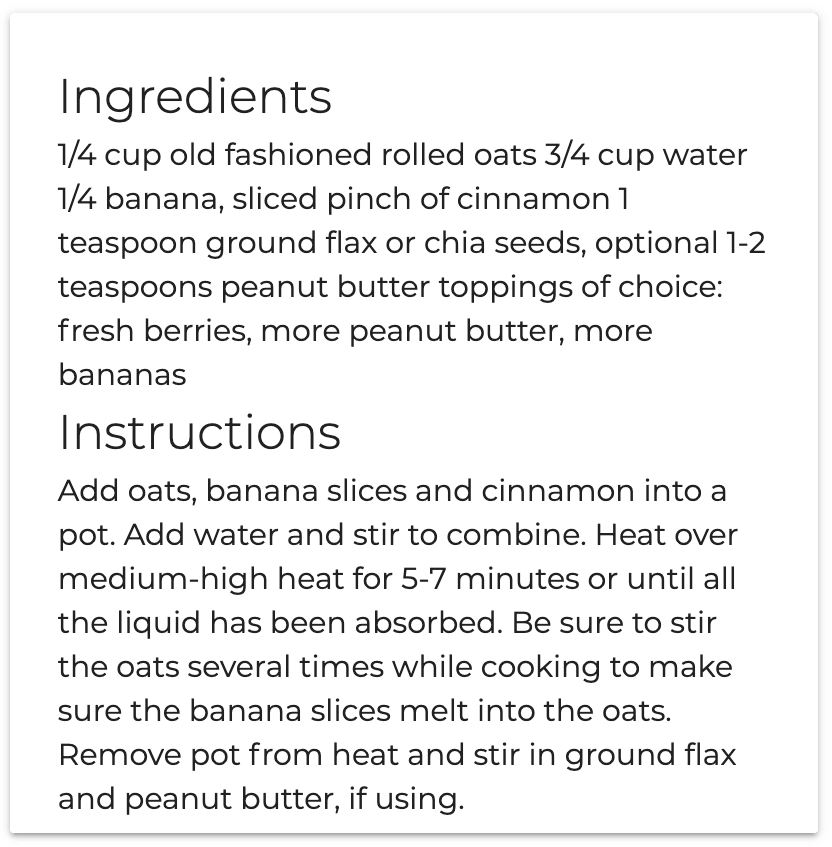 Ingredients
1/4 cup old fashioned rolled oats 3/4 cup water
1/4 banana, sliced pinch of cinnamon 1
teaspoon ground flax or chia seeds, optional 1-2
teaspoons peanut butter toppings of choice:
fresh berries, more peanut butter, more
bananas
Instructions
Add oats, banana slices and cinnamon into a
pot. Add water and stir to combine. Heat over
medium-high heat for 5-7 minutes or until all
the liquid has been absorbed. Be sure to stir
the oats several times while cooking to make
sure the banana slices melt into the oats.
Remove pot from heat and stir in ground flax
and peanut butter, if using.